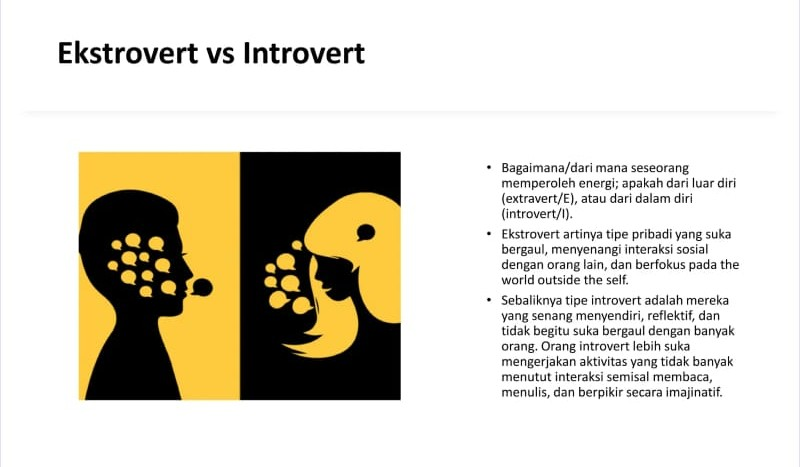 Ekstrovert vs Introvert
• Bagaimana/dari mana seseorang
memperoleh energi; apakah dari luar diri
(extravert/E), atau dari dalam diri
(introvert/I).
• Ekstrovert artinya tipe pribadi yang suka
bergaul, menyenangi interaksi sosial
dengan orang lain, dan berfokus pada the
world outside the self.
• Sebaliknya tipe introvert adalah mereka
yang senang menyendiri, reflektif, dan
tidak begitu suka bergaul dengan banyak
orang. Orang introvert lebih suka
mengerjakan aktivitas yang tidak banyak
menutut interaksi semisal membaca,
menulis, dan berpikir secara imajinatif.